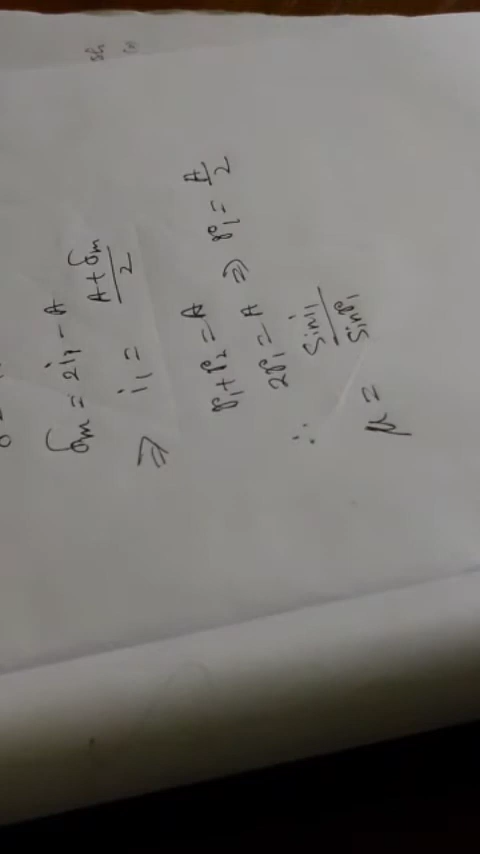 δm = 2i₁ - A
⇒ i₁ = (A + δm)/2
r₁ + r₂ = A
2r₁ = A ⇒ r₁ = A/2
∴ μ = sin i₁ / sin r₁